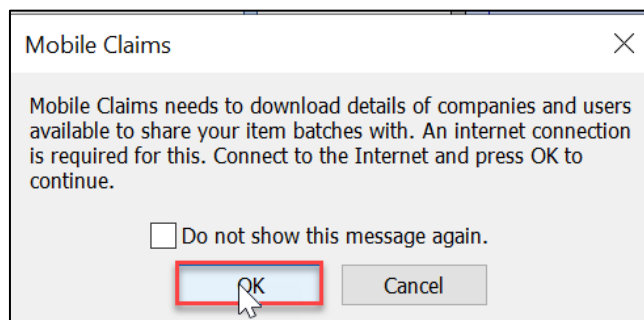 Mobile Claims
Mobile Claims needs to download details of companies and users
available to share your item batches with. An internet connection
is required for this. Connect to the Internet and press OK to
continue.
Do not show this message again.
OK Cancel